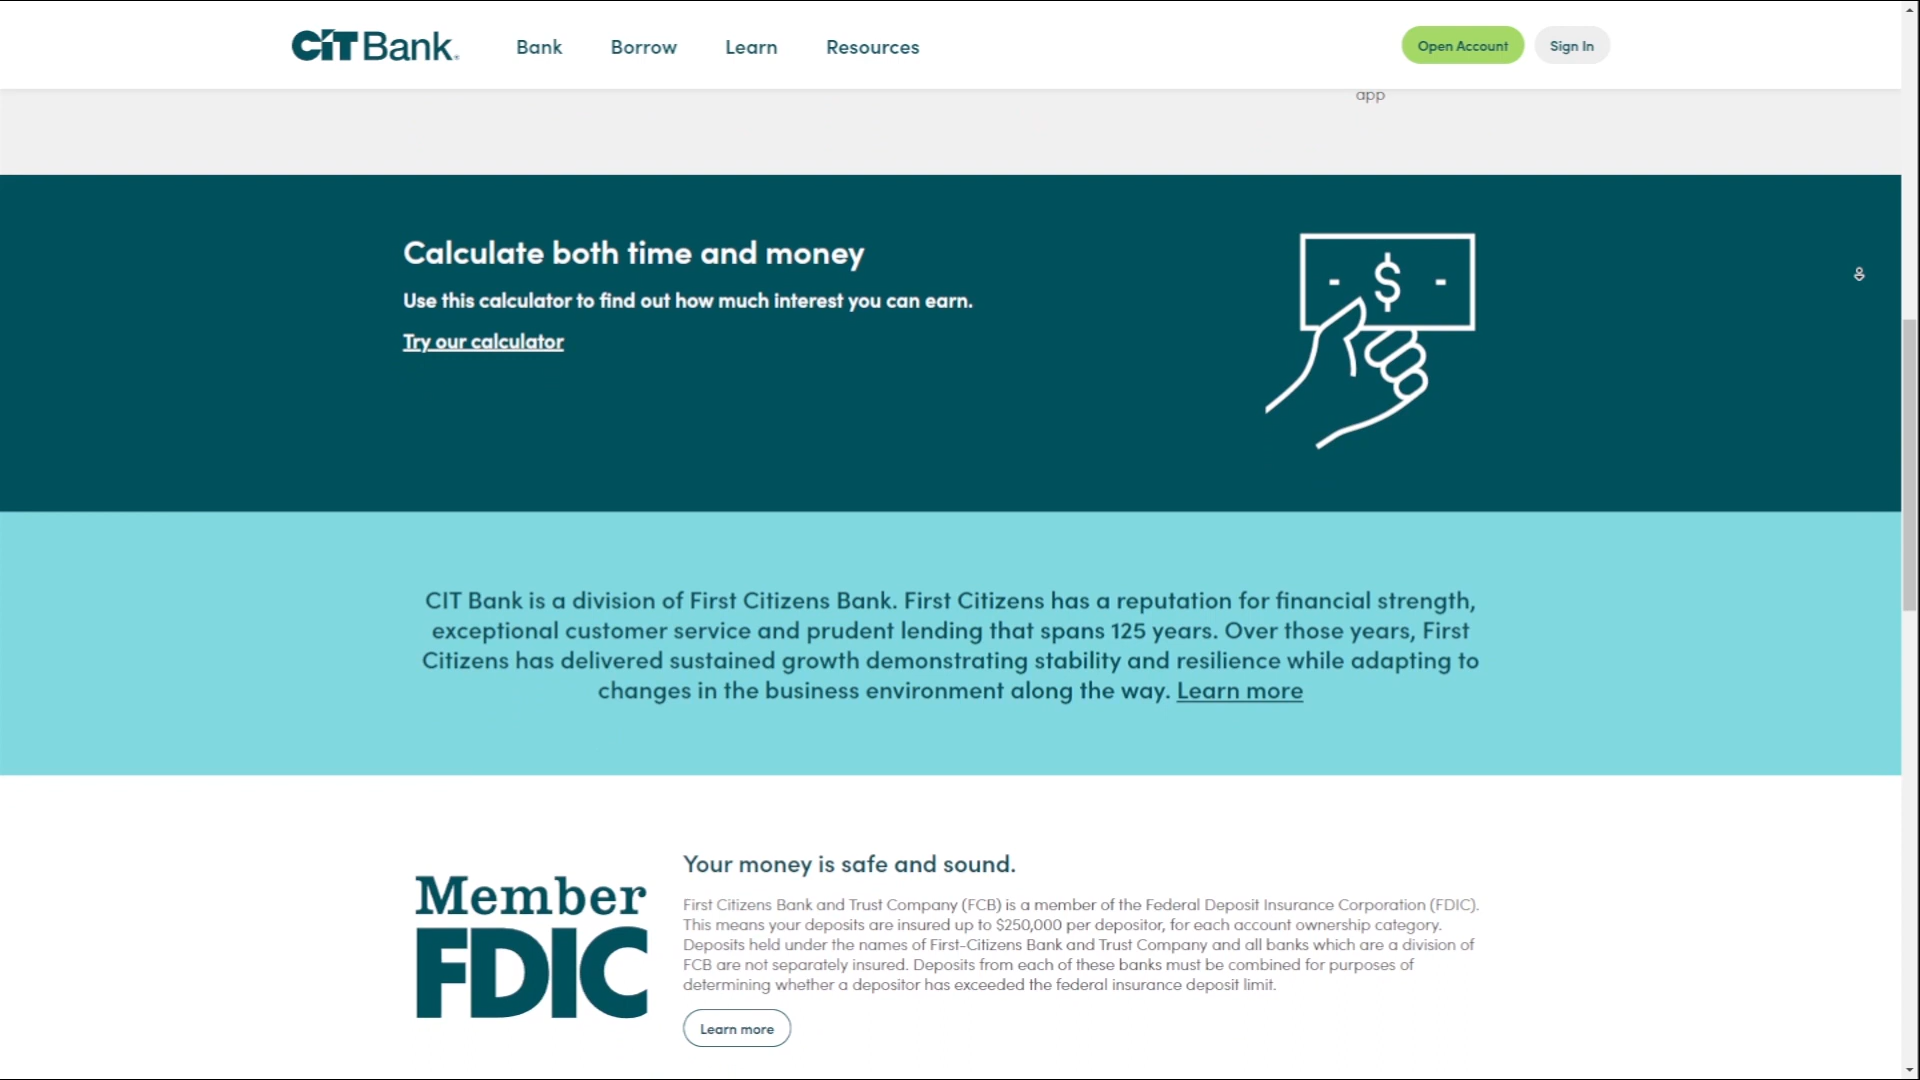 CIT Bank
Bank
Borrow
Learn
Resources
Open Account
Sign In
app
Calculate both time and money
Use this calculator to find out how much interest you can earn.
Try our calculator
- $ -
CIT Bank is a division of First Citizens Bank. First Citizens has a reputation for financial strength,
exceptional customer service and prudent lending that spans 125 years. Over those years, First
Citizens has delivered sustained growth demonstrating stability and resilience while adapting to
changes in the business environment along the way. Learn more
Member
FDIC
Your money is safe and sound.
First Citizens Bank and Trust Company (FCB) is a member of the Federal Deposit Insurance Corporation (FDIC).
This means your deposits are insured up to $250,000 per depositor, for each account ownership category.
Deposits held under the names of First-Citizens Bank and Trust Company and all banks which are a division of
FCB are not separately insured. Deposits from each of these banks must be combined for purposes of
determining whether a depositor has exceeded the federal insurance deposit limit.
Learn more